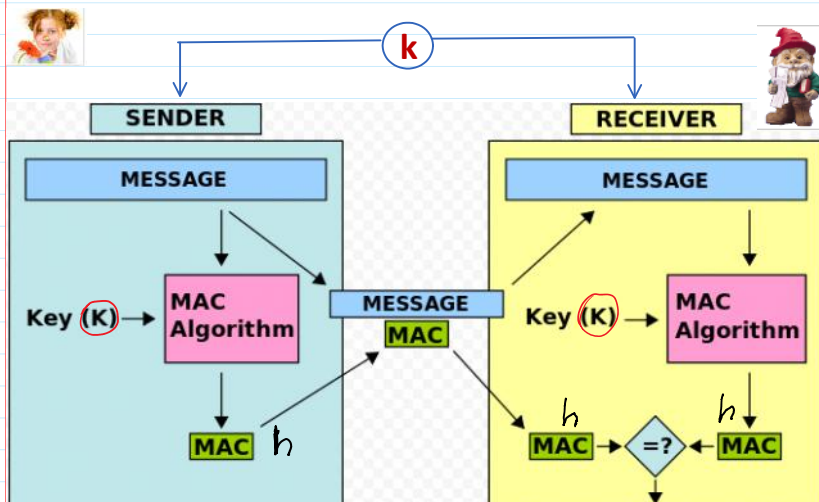 k
SENDER
RECEIVER
MESSAGE
MESSAGE
Key (K)
MAC
Algorithm
MESSAGE
MAC
Key (K)
MAC
Algorithm
MAC
h
h
MAC
=?
h
MAC